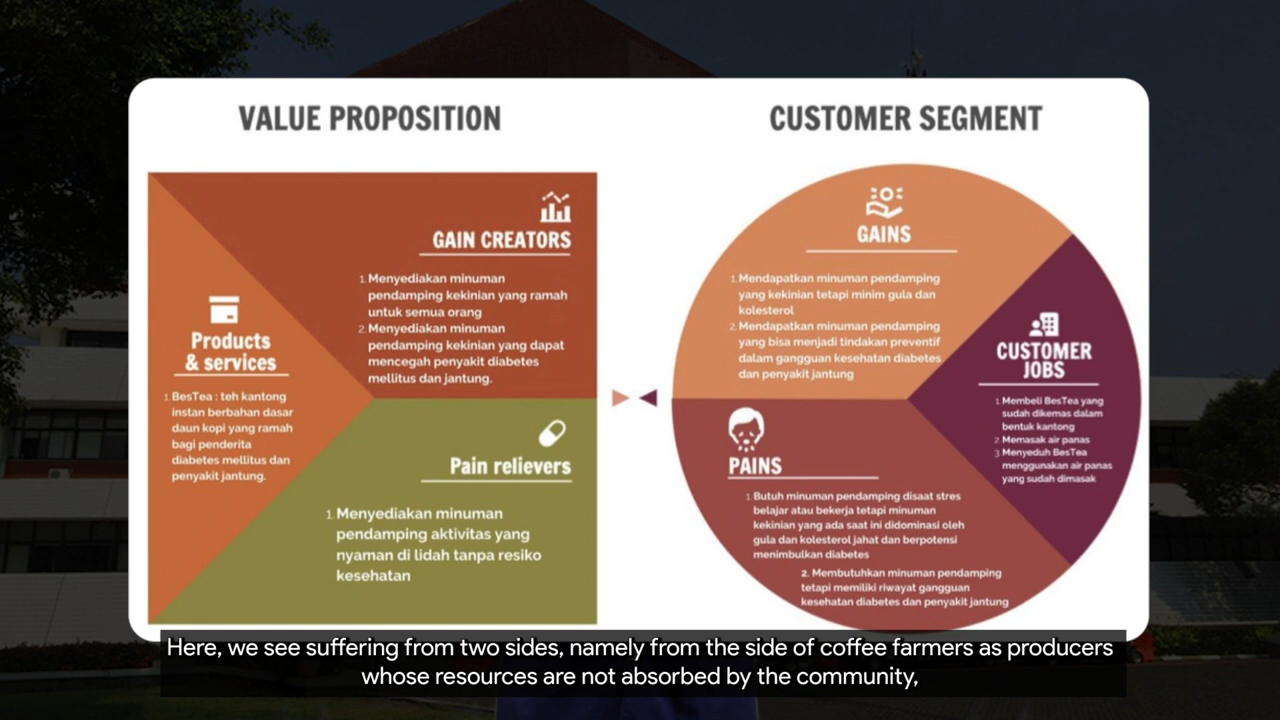 VALUE PROPOSITION
GAIN CREATORS
1. Menyediakan minuman
pendamping kekinian yang ramah
untuk semua orang
2. Menyediakan minuman
pendamping kekinian yang dapat
mencegah penyakit diabetes
mellitus dan jantung.
Products
& services
1. BesTea : teh kantong
instan berbahan dasar
daun kopi yang ramah
bagi penderita
diabetes mellitus dan
penyakit jantung.
Pain relievers
1. Menyediakan minuman
pendamping aktivitas yang
nyaman di lidah tanpa resiko
kesehatan
CUSTOMER SEGMENT
GAINS
1. Mendapatkan minuman pendamping
yang kekinian tetapi minim gula dan
kolesterol
2. Mendapatkan minuman pendamping
yang bisa menjadi tindakan preventif
dalam gangguan kesehatan diabetes
dan penyakit jantung
CUSTOMER
JOBS
1. Membeli BesTea yang
sudah dikemas dalam
bentuk kantong
2. Memasak air panas
3. Menyeduh BesTea
menggunakan air panas
yang sudah dimasak
PAINS
1. Butuh minuman pendamping disaat stres
belajar atau bekerja tetapi minuman
kekinian yang ada saat ini didominasi oleh
gula dan kolesterol jahat dan berpotensi
menimbulkan diabetes
2. Membutuhkan minuman pendamping
tetapi memiliki riwayat gangguan
kesehatan diabetes dan penyakit jantung
Here, we see suffering from two sides, namely from the side of coffee farmers as producers
whose resources are not absorbed by the community,